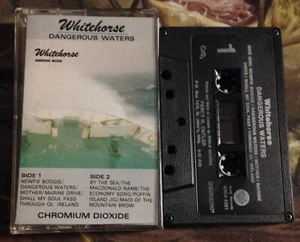 Whitehorse
DANGEROUS WATERS
Whitehorse
DANGEROUS WATERS
SIDE 1
NEWFIE BOOGIE/
DANGEROUS WATERS/
MOTHER/MARINE DRIVE/
SHALL MY SOUL PASS
THROUGH OL' IRELAND
SIDE 2
BY THE SEA/THE
MACDONALD NAME/THE
ECONOMY SONG/PUFFIN
ISLAND JIG/MAID OF THE
MOUNTAIN BROW
CHROMIUM DIOXIDE
1
Whitehorse
DANGEROUS WATERS